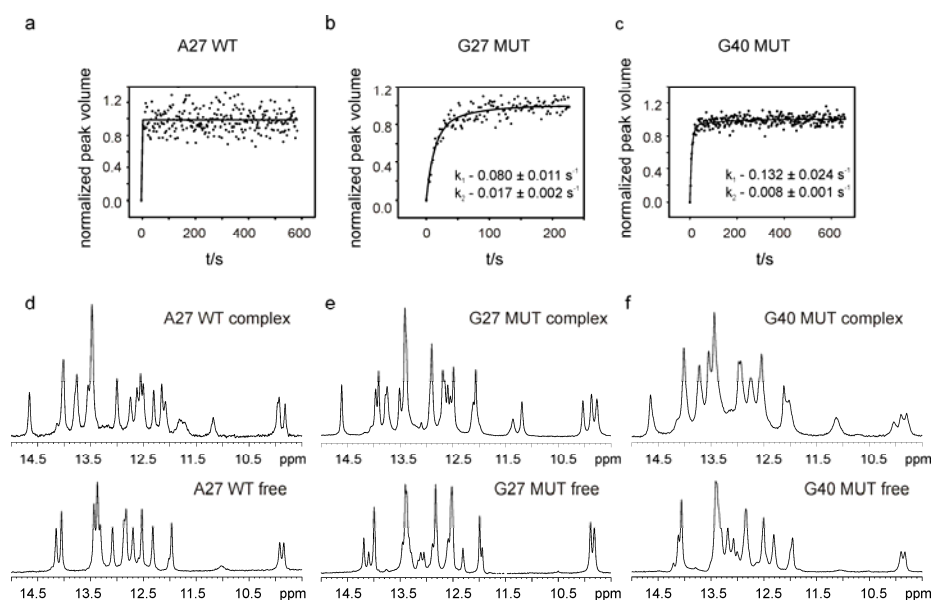 a
b
c
A27 WT
G27 MUT
G40 MUT
normalized peak volume
1.2
0.8
0.4
0.0
0
200
400
600
t/s
normalized peak volume
1.2
0.8
0.4
0.0
k1 - 0.080 ± 0.011 s-1
k2 - 0.017 ± 0.002 s-1
0
100
200
t/s
normalized peak volume
1.2
0.8
0.4
0.0
k1 - 0.132 ± 0.024 s-1
k2 - 0.008 ± 0.001 s-1
0
200
400
600
t/s
d
A27 WT complex
14.5 13.5 12.5 11.5 10.5 ppm
A27 WT free
14.5 13.5 12.5 11.5 10.5 ppm
e
G27 MUT complex
14.5 13.5 12.5 11.5 10.5 ppm
G27 MUT free
14.5 13.5 12.5 11.5 10.5 ppm
f
G40 MUT complex
14.5 13.5 12.5 11.5 10.5 ppm
G40 MUT free
14.5 13.5 12.5 11.5 10.5 ppm